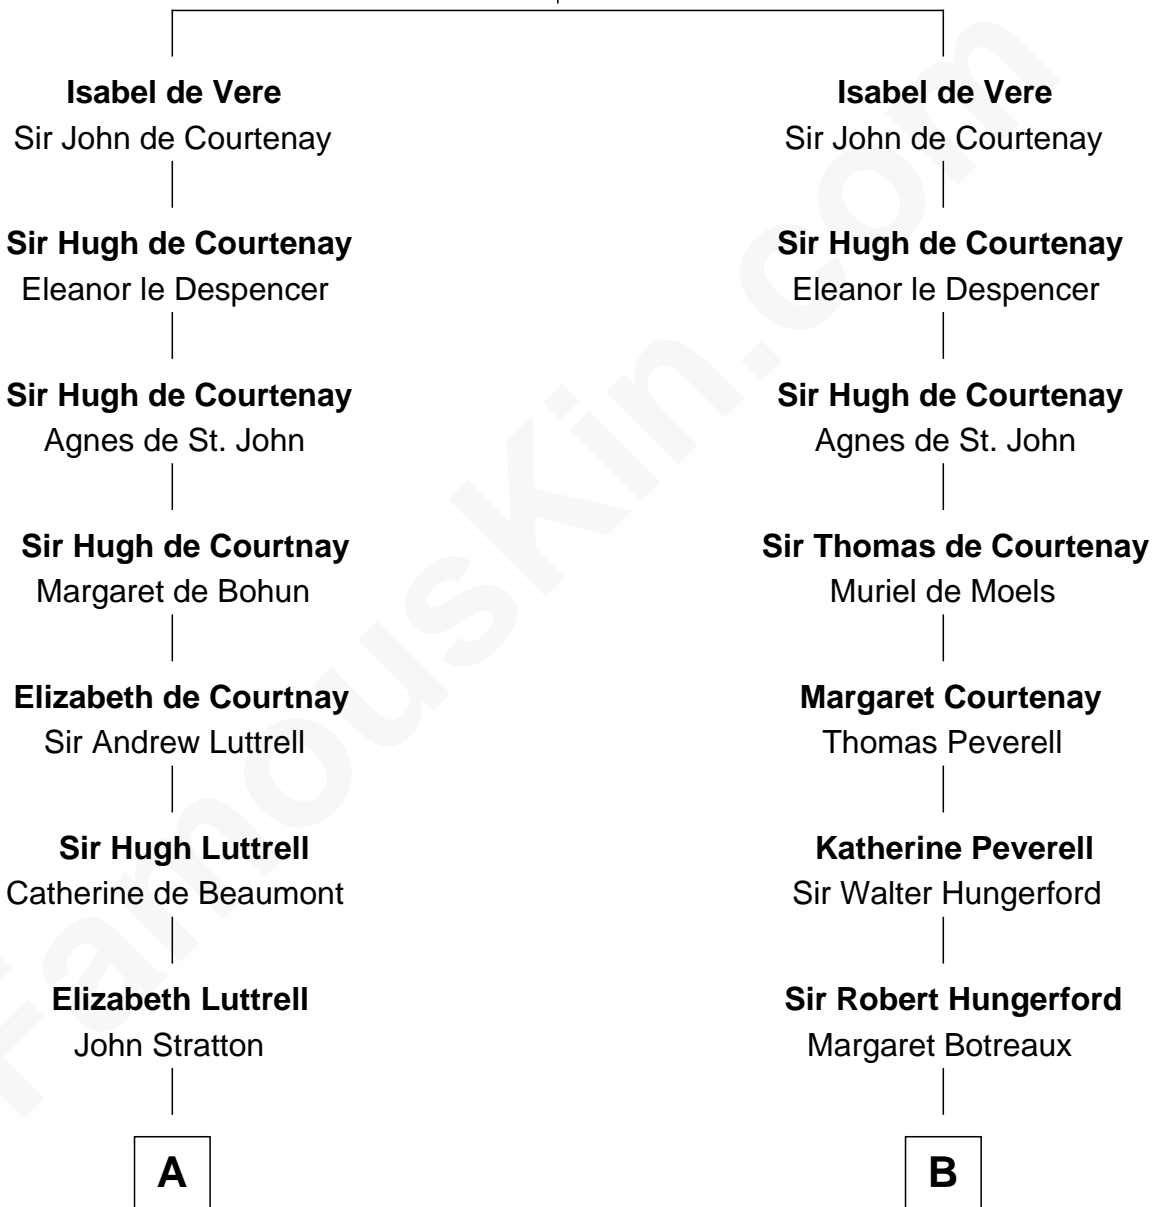 Isabel de Vere
Sir John de Courtenay
Sir Hugh de Courtenay
Eleanor le Despencer
Sir Hugh de Courtenay
Agnes de St. John
Sir Hugh de Courtnay
Margaret de Bohun
Elizabeth de Courtnay
Sir Andrew Luttrell
Sir Hugh Luttrell
Catherine de Beaumont
Elizabeth Luttrell
John Stratton
A
Isabel de Vere
Sir John de Courtenay
Sir Hugh de Courtenay
Eleanor le Despencer
Sir Hugh de Courtenay
Agnes de St. John
Sir Thomas de Courtenay
Muriel de Moels
Margaret Courtenay
Thomas Peverell
Katherine Peverell
Sir Walter Hungerford
Sir Robert Hungerford
Margaret Botreaux
B
FamousKin.com